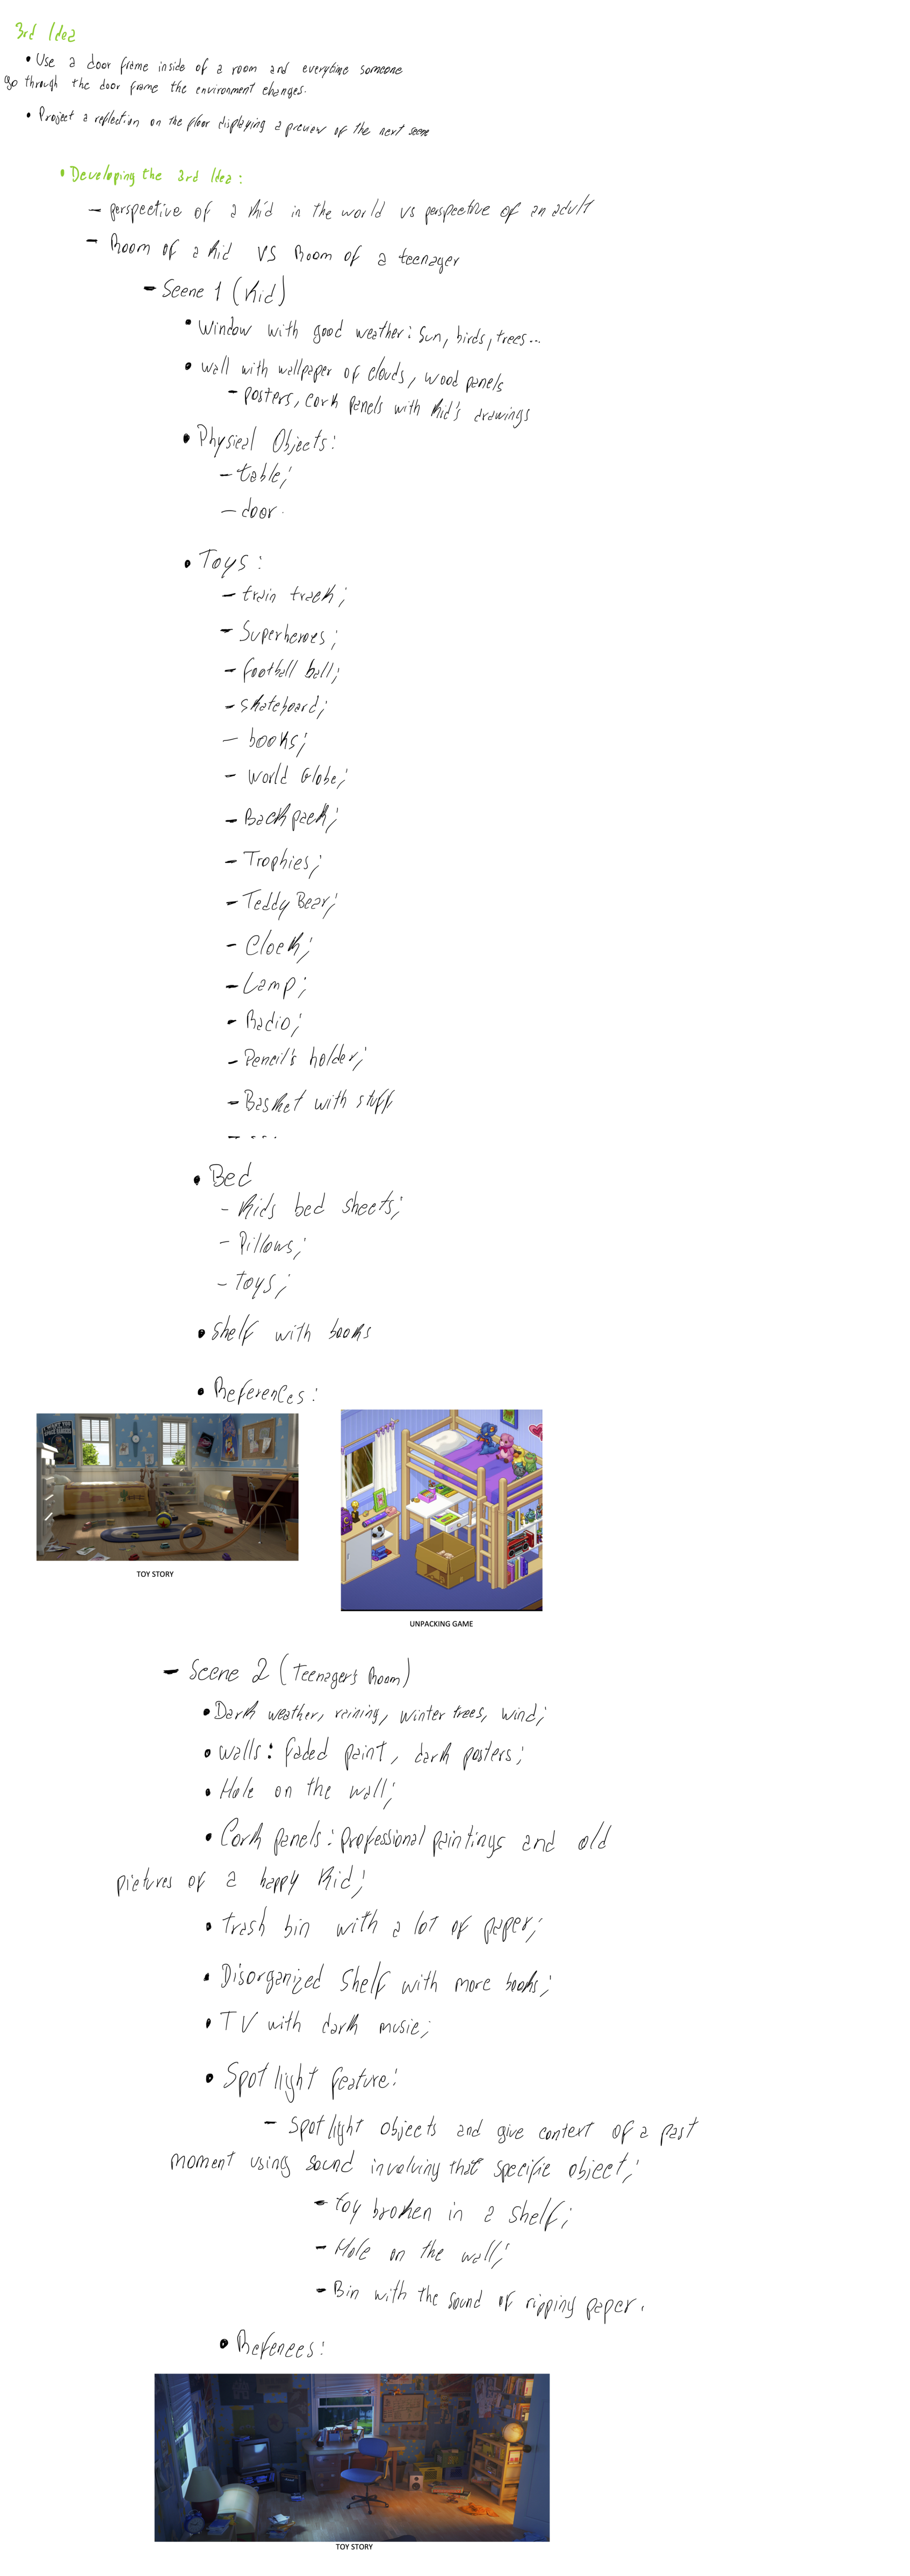 3rd Idea
• Use a door frame inside of a room and everytime someone
go through the door frame the environment changes.
• Project a reflection on the floor displaying a preview of the next scene
• Developing the 3rd Idea:
- perspective of a kid in the world vs perspective of an adult
- Room of a kid VS Room of a teenager
- Scene 1 (kid)
• Window with good weather: sun, birds, trees...
• wall with wallpaper of clouds, wood panels
- posters, cork panels with kid's drawings
• Physical Objects:
- table;
- door.
• Toys:
- train track;
- Superheroes;
- football ball;
- skateboard;
- books;
- World Globe;
- Backpack;
- Trophies;
- Teddy Bear;
- Clock;
- Lamp;
- Radio;
- Pencil's holder;
- Basket with stuff
- ...
• Bed
- Kids bed sheets;
- Pillows;
- toys;
• Shelf with books
• References:
TOY STORY
UNPACKING GAME
- Scene 2 (Teenager's Room)
• Dark weather, raining, winter trees, wind;
• walls: faded paint, dark posters;
• Hole on the wall;
• Cork panels: professional paintings and old
pictures of a happy kid;
• trash bin with a lot of paper;
• Disorganized Shelf with more books;
• TV with dark music;
• Spotlight feature:
- spotlight objects and give context of a past
moment using sound involving that specific object;
- toy broken in a shelf;
- Hole on the wall;
- Bin with the sound of ripping paper.
• Refences:
TOY STORY